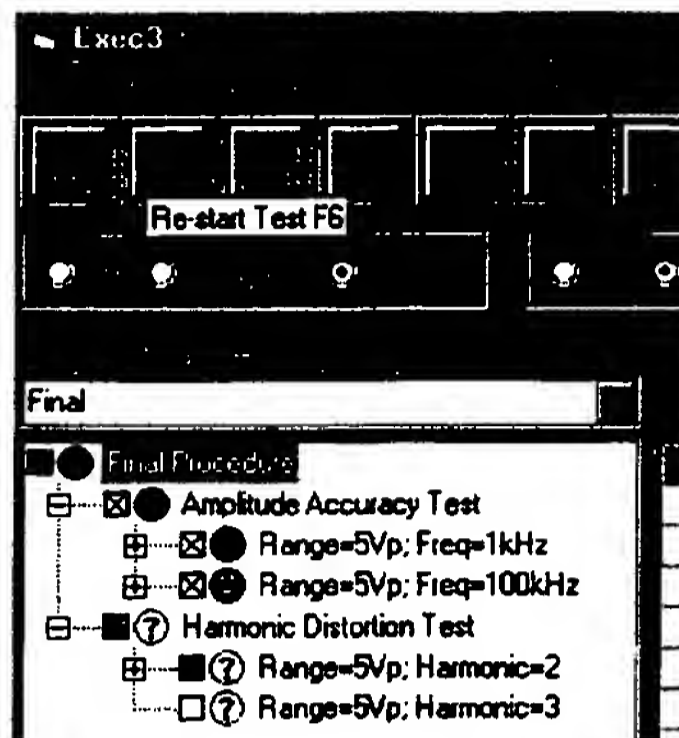 Exec3
Re-start Test F6
Final
Final Procedure
Amplitude Accuracy Test
Range=5Vp; Freq=1kHz
Range=5Vp; Freq=100kHz
Harmonic Distortion Test
Range=5Vp; Harmonic=2
Range=5Vp; Harmonic=3